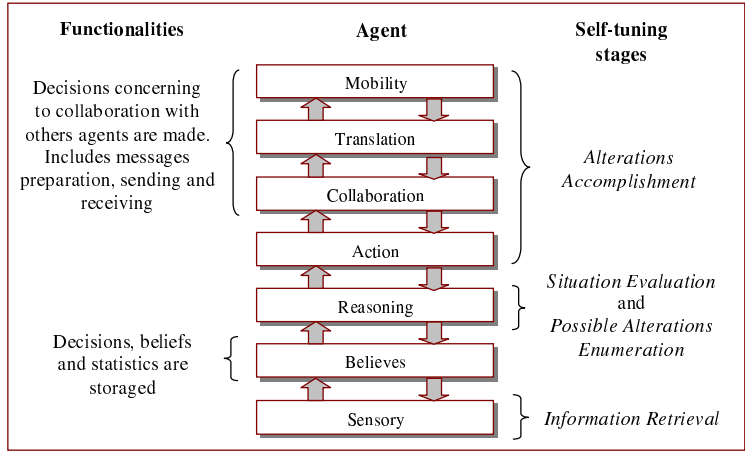 Functionalities
Agent
Self-tuning
stages
Decisions concerning
to collaboration with
others agents are made.
Includes messages
preparation, sending and
receiving
Decisions, beliefs
and statistics are
storaged
Mobility
Translation
Collaboration
Action
Reasoning
Believes
Sensory
Alterations
Accomplishment
Situation Evaluation
and
Possible Alterations
Enumeration
Information Retrieval